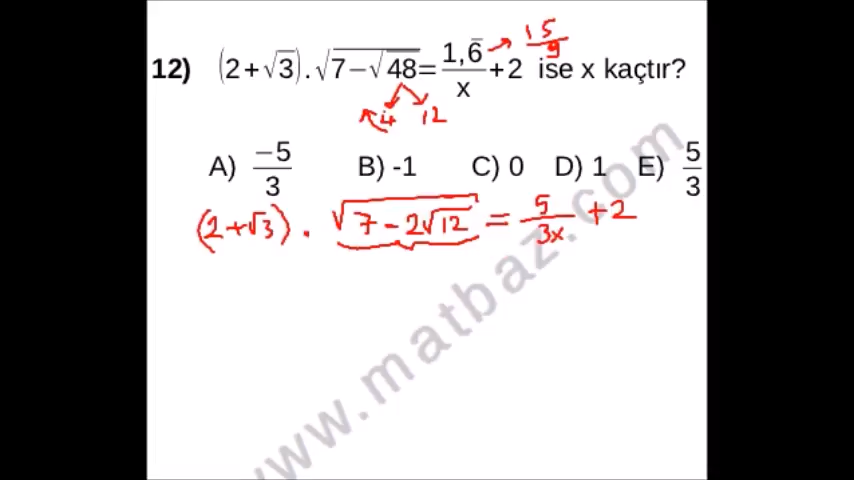 15/9
12) (2+√3).√(7−√48) = 1,6̅/x + 2 ise x kaçtır?
4 12
A) −5/3 B) -1 C) 0 D) 1 E) 5/3
(2+√3) . √(7−2√12) = 5/3x + 2
www.matbaz.com